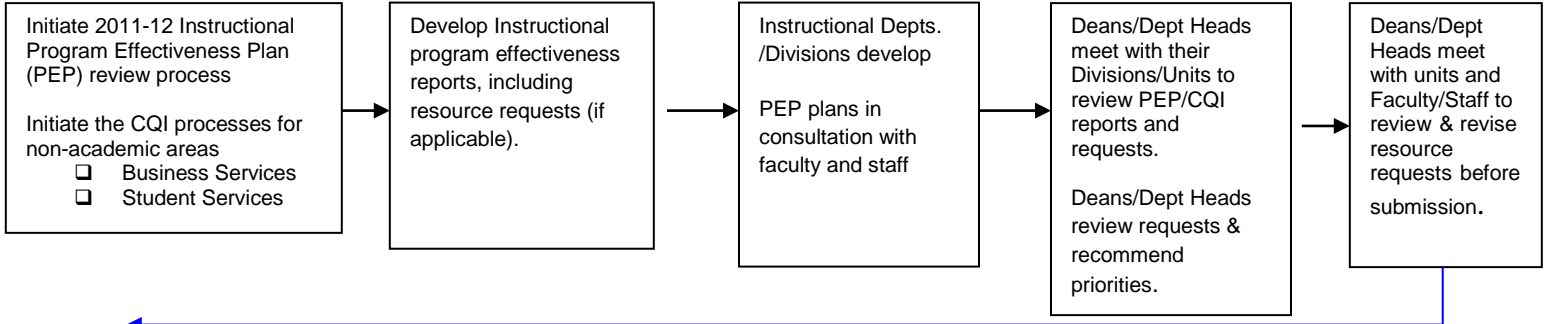 Initiate 2011-12 Instructional
Program Effectiveness Plan
(PEP) review process
Initiate the CQI processes for
non-academic areas
❑ Business Services
❑ Student Services
Develop Instructional
program effectiveness
reports, including
resource requests (if
applicable).
Instructional Depts.
/Divisions develop
PEP plans in
consultation with
faculty and staff
Deans/Dept Heads
meet with their
Divisions/Units to
review PEP/CQI
reports and
requests.
Deans/Dept Heads
review requests &
recommend
priorities.
Deans/Dept
Heads meet
with units and
Faculty/Staff to
review & revise
resource
requests before
submission.